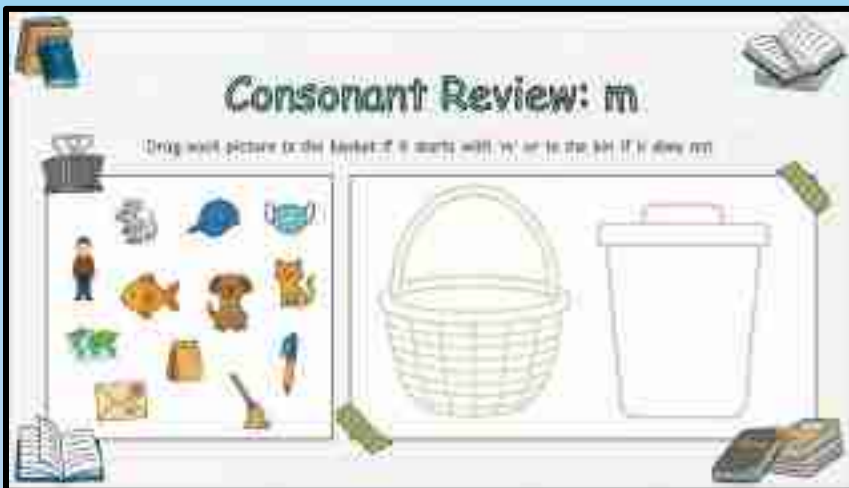 Consonant Review: m
Drag each picture to the basket if it starts with 'm' or to the bin if it does not